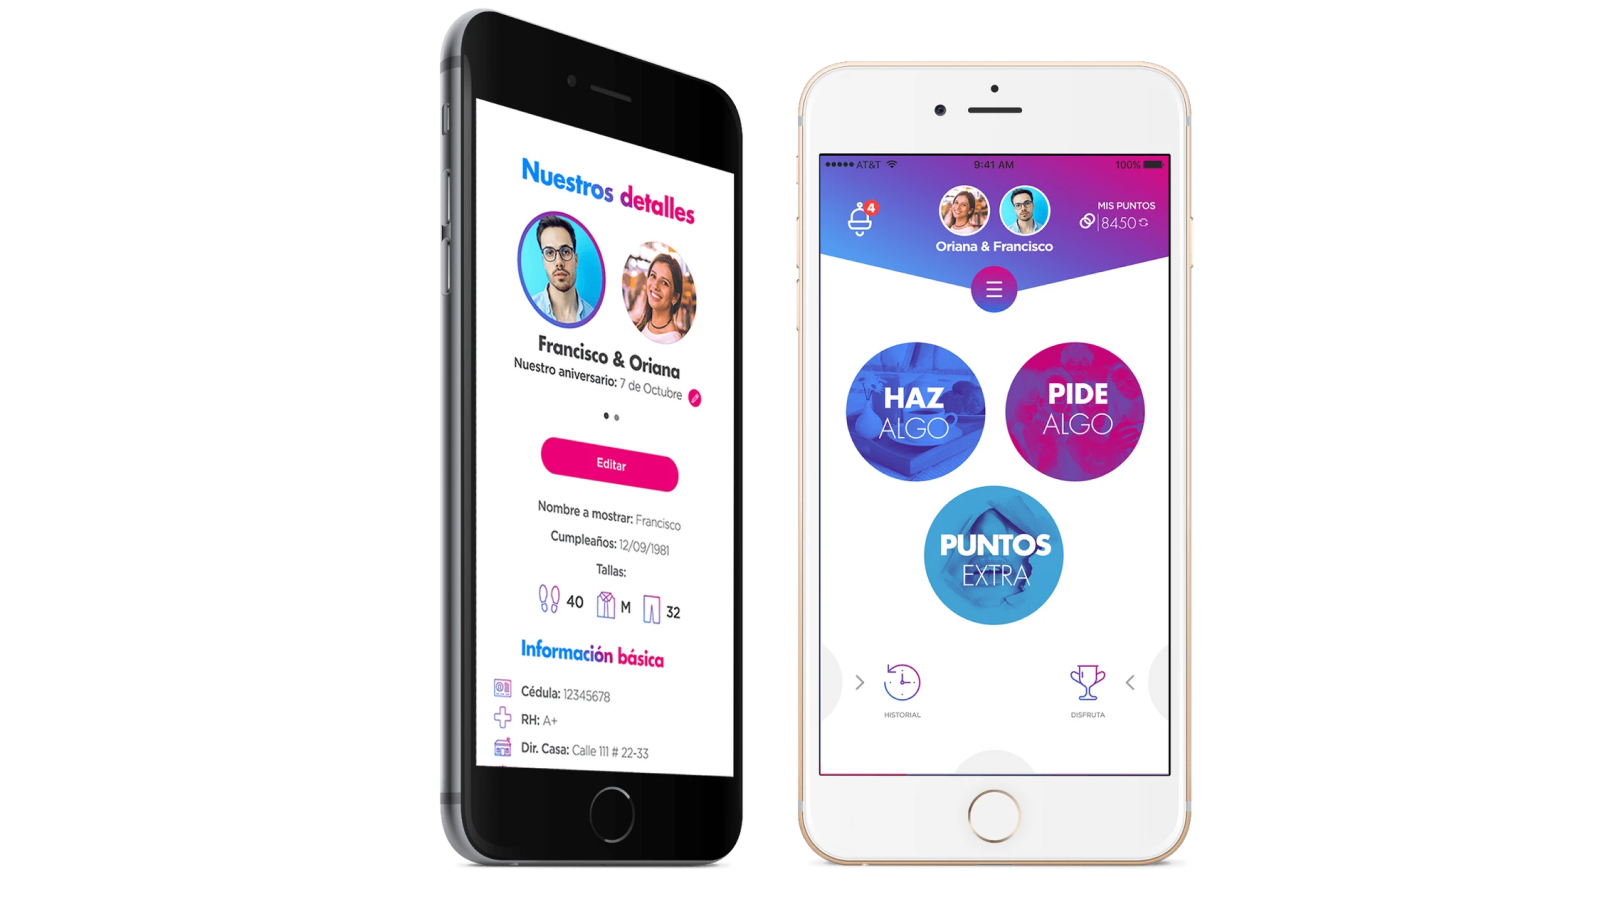 Nuestros detalles
Francisco & Oriana
Nuestro aniversario: 7 de Octubre
Editar
Nombre a mostrar: Francisco
Cumpleaños: 12/09/1981
Tallas:
40 M 32
Información básica
Cédula: 12345678
RH: A+
Dir. Casa: Calle 111 # 22-33
AT&T 9:41 AM 100%
4
MIS PUNTOS
8450
Oriana & Francisco
HAZ
ALGO
PIDE
ALGO
PUNTOS
EXTRA
HISTORIAL
DISFRUTA